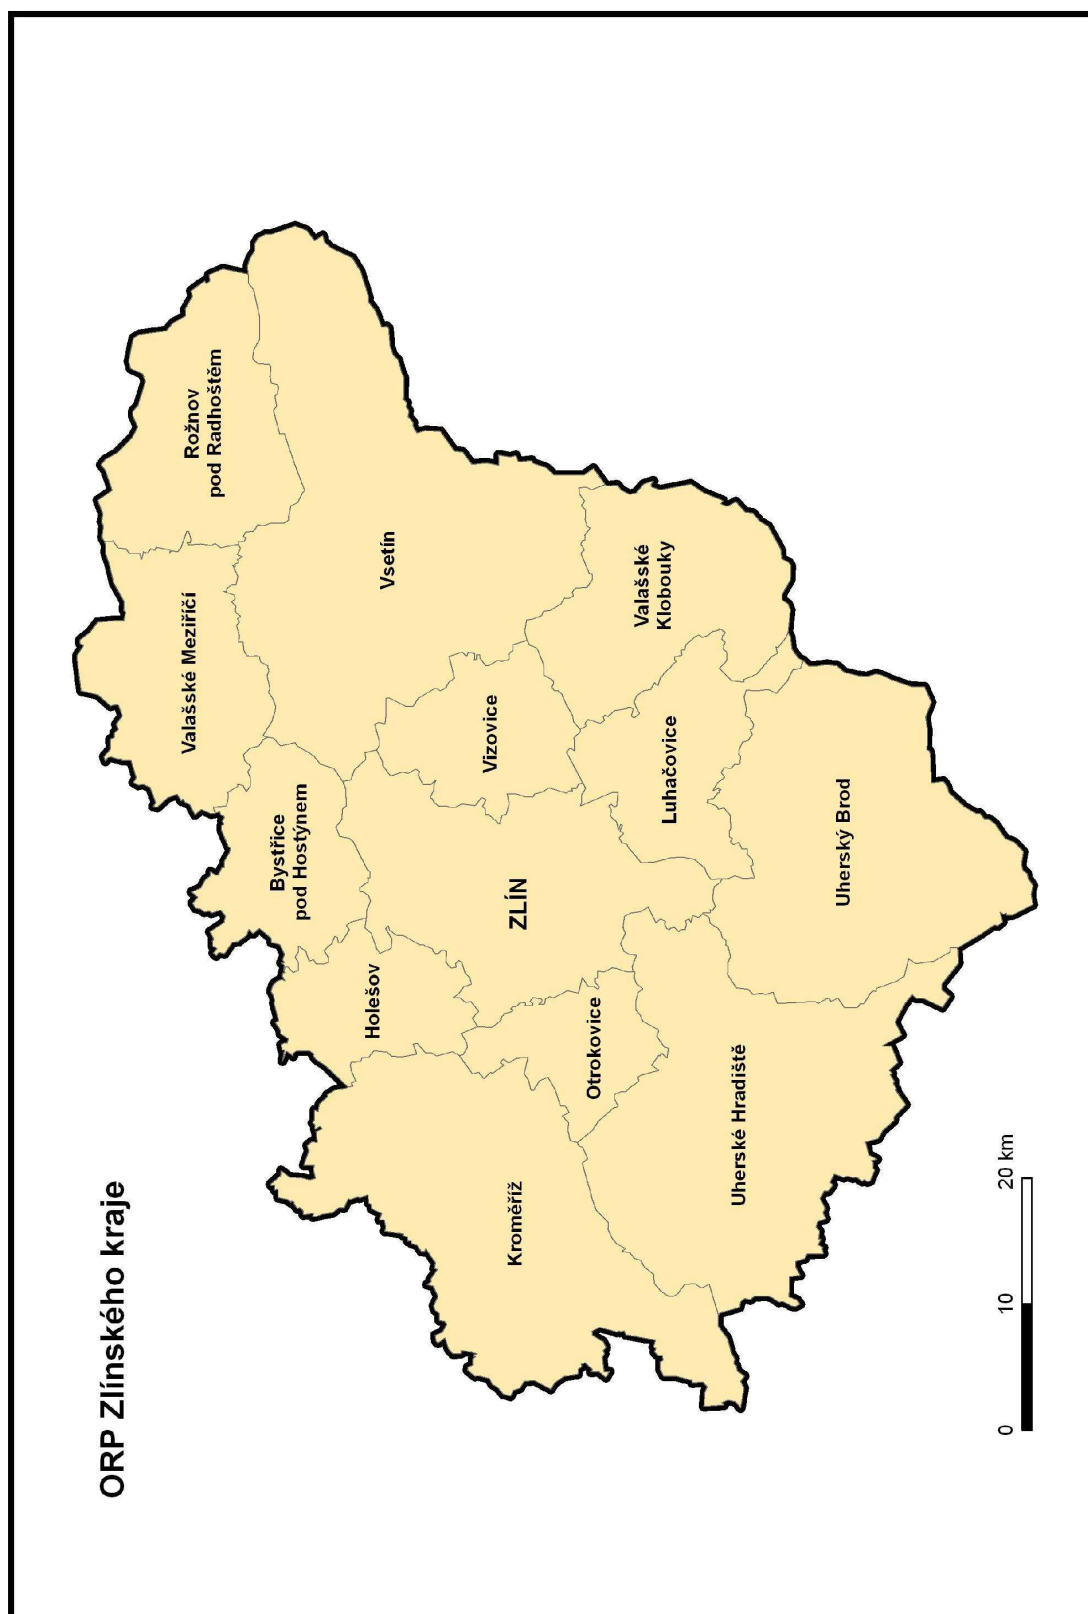 ORP Zlínského kraje
Rožnov
pod Radhoštěm
Valašské Meziříčí
Bystřice
pod Hostýnem
Holešov
Vsetín
Kroměříž
ZLÍN
Vizovice
Otrokovice
Valašské
Klobouky
Luhačovice
Uherské Hradiště
Uherský Brod
0
10
20 km